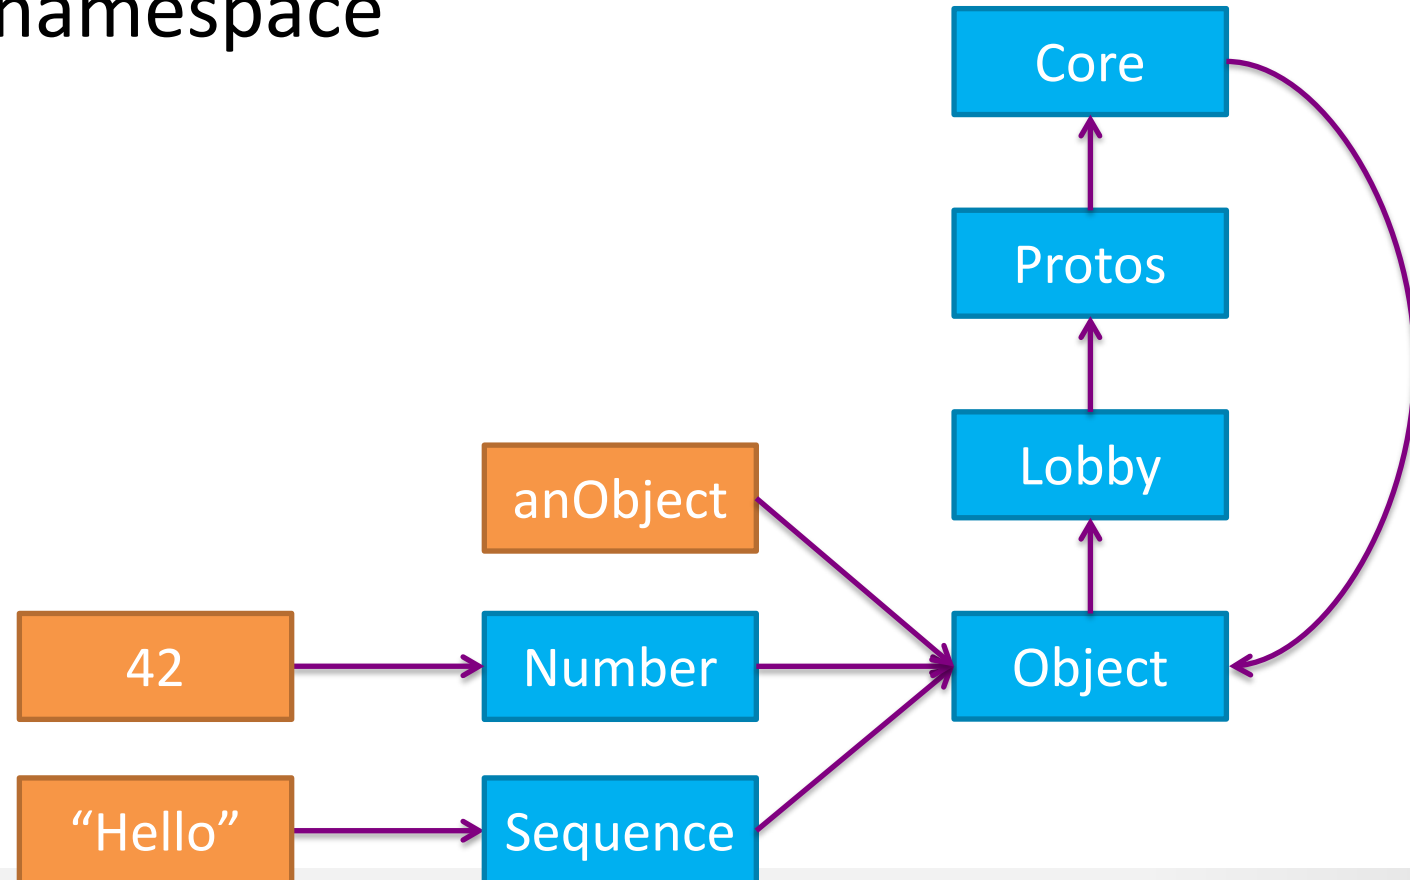 namespace
Core
Protos
Lobby
anObject
42
Number
Object
“Hello”
Sequence